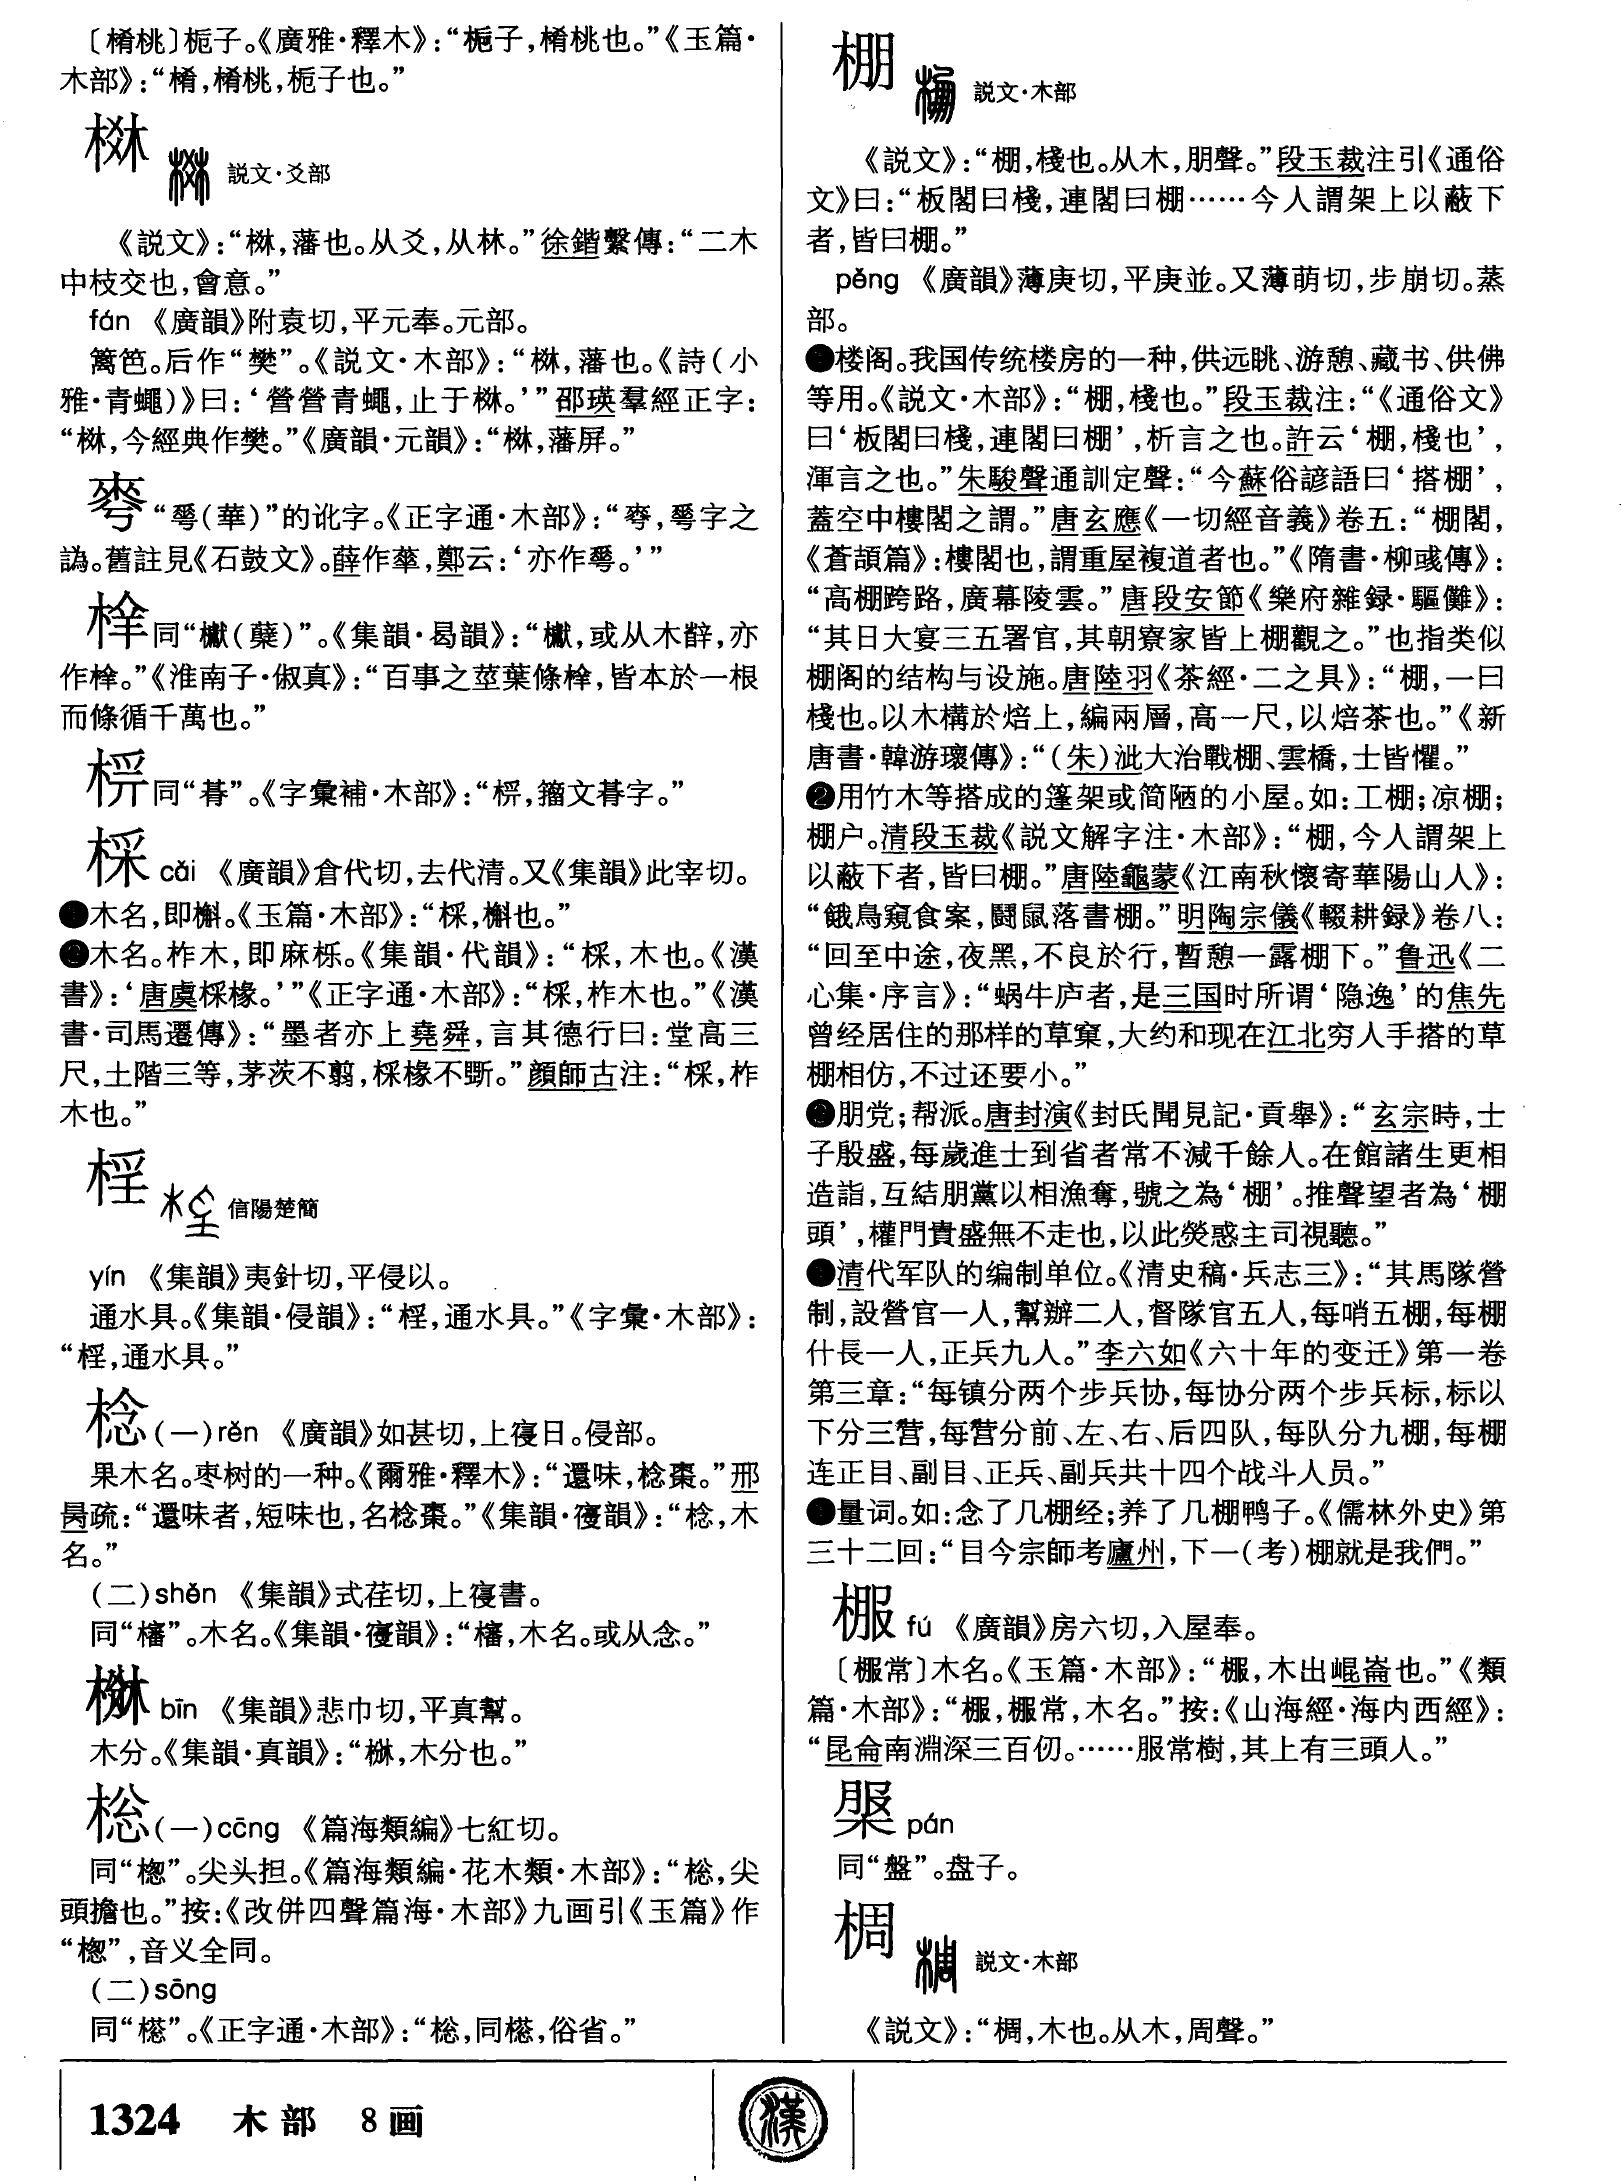 〔楕桃〕栀子。《廣雅·釋木》：“梔子，桃也。”《玉篇·
木部》：“桃，栀子也。”
棥
説文·爻部
《説文》：“棥，藩也。从爻，从林。”徐鍇繫傳：“二木
中枝交也，會意。”
fán 《廣韻》附袁切，平元奉。元部。
篱笆。后作“樊”。《説文·木部》：“棥，藩也。《詩（小
雅·青蠅）》曰：‘營營青蠅，止于棥。’”邵瑛羣經正字：
“棥，今經典作樊。”《廣韻·元韻》：“棥，藩屏。”
“（華）”的讹字。《正字通·木部》：“字之
譌。舊註見《石鼓文》。薛作，鄭云：‘亦作。’”
同“（蘖）”。《集韻·曷韻》：“，或从木辥，亦
作。”《淮南子·俶真》：“百事之莖葉條，皆本於一根
而條循千萬也。”
同“”。《字彙補·木部》：“，籀文字。”
棌 cǎi 《廣韻》倉代切，去代清。又《集韻》此宰切。
❶木名，即槲。《玉篇·木部》：“棌，槲也。”
❷木名。柞木，即麻栎。《集韻·代韻》：“棌，木也。《漢
書》：‘唐虞棌椽。’”《正字通·木部》：“棌，柞木也。”《漢
書·司馬遷傳》：“墨者亦上堯舜，言其德行曰：堂高三
尺，土階三等，茅茨不翦，棌椽不斲。”顔師古注：“棌，柞
木也。”
桯
信陽楚簡
yín 《集韻》夷針切，平侵以。
通水具。《集韻·侵韻》：“，通水具。”《字彙·木部》：
“，通水具。”
棯（一）rěn 《廣韻》如甚切，上寑日。侵部。
果木名。枣树的一种。《爾雅·釋木》：“還味，棯棗。”邢
昺疏：“還味者，短味也，名棯棗。”《集韻·寑韻》：“棯，木
名。”
（二）shěn 《集韻》式荏切，上寑書。
同“橎”。木名。《集韻·寑韻》：“，木名。或从念。”
bīn 《集韻》悲巾切，平真幫。
木分。《集韻·真韻》：“，木分也。”
棇（一）cōng 《篇海類編》七紅切。
同“楤”。尖头担。《篇海類編·花木類·木部》：“棇，尖
頭擔也。”按：《改併四聲篇海·木部》九画引《玉篇》作
“楤”，音义全同。
（二）sōng
同“樬”。《正字通·木部》：“棇，同，俗省。”
棚
説文·木部
《説文》：“棚，棧也。从木，朋聲。”段玉裁注引《通俗
文》曰：“板閣曰棧，連閣曰棚……今人謂架上以蔽下
者，皆曰棚。”
pěng 《廣韻》薄庚切，平庚並。又薄萌切，步崩切。蒸
部。
❶楼阁。我国传统楼房的一种，供远眺、游憩、藏书、供佛
等用。《説文·木部》：“棚，棧也。”段玉裁注：“《通俗文》
曰‘板閣曰棧，連閣曰棚’，析言之也。許云‘棚，棧也’，
渾言之也。”朱駿聲通訓定聲：“今蘇俗諺語曰‘搭棚’，
蓋空中樓閣之謂。”唐玄應《一切經音義》卷五：“棚閣，
《蒼頡篇》：樓閣也，謂重屋複道者也。”《隋書·柳彧傳》：
“高棚跨路，廣幕陵雲。”唐段安節《樂府雜録·驅儺》：
“其日大宴三五署官，其朝寮家皆上棚觀之。”也指类似
棚阁的结构与设施。唐陸羽《茶經·二之具》：“棚，一曰
棧也。以木構於焙上，編兩層，高一尺，以焙茶也。”《新
唐書·韓游瓌傳》：“（朱）泚大治戰棚、雲橋，士皆懼。”
❷用竹木等搭成的篷架或简陋的小屋。如：工棚；凉棚；
棚户。清段玉裁《説文解字注·木部》：“棚，今人謂架上
以蔽下者，皆曰棚。”唐陸龜蒙《江南秋懷寄華陽山人》：
“餓鳥窺食案，鬭鼠落書棚。”明陶宗儀《輟耕録》卷八：
“回至中途，夜黑，不良於行，暫憩一露棚下。”鲁迅《二
心集·序言》：“蜗牛庐者，是三国时所谓‘隐逸’的焦先
曾经居住的那样的草窠，大约和现在江北穷人手搭的草
棚相仿，不过还要小。”
❸朋党；帮派。唐封演《封氏聞見記·貢舉》：“玄宗時，士
子殷盛，每歲進士到省者常不減千餘人。在館諸生更相
造詣，互結朋黨以相漁奪，號之為‘棚’。推聲望者為‘棚
頭’，權門貴盛無不走也，以此熒惑主司視聽。”
❹清代军队的编制单位。《清史稿·兵志三》：“其馬隊營
制，設營官一人，幫辦二人，督隊官五人，每哨五棚，每棚
什長一人，正兵九人。”李六如《六十年的变迁》第一卷
第三章：“每镇分两个步兵协，每协分两个步兵标，标以
下分三营，每营分前、左、右、后四队，每队分九棚，每棚
连正目、副目、正兵、副兵共十四个战斗人员。”
❺量词。如：念了几棚经；养了几棚鸭子。《儒林外史》第
三十二回：“目今宗師考廬州，下一（考）棚就是我們。”
棴 fú 《廣韻》房六切，入屋奉。
〔棴常〕木名。《玉篇·木部》：“棴，木出崐崙也。”《類
篇·木部》：“棴，棴常，木名。”按：《山海經·海内西經》：
“昆侖南淵深三百仞。……服常樹，其上有三頭人。”
pán
同“盤”。盘子。
椆
説文·木部
《説文》：“椆，木也。从木，周聲。”
1324 木部 8画
漢